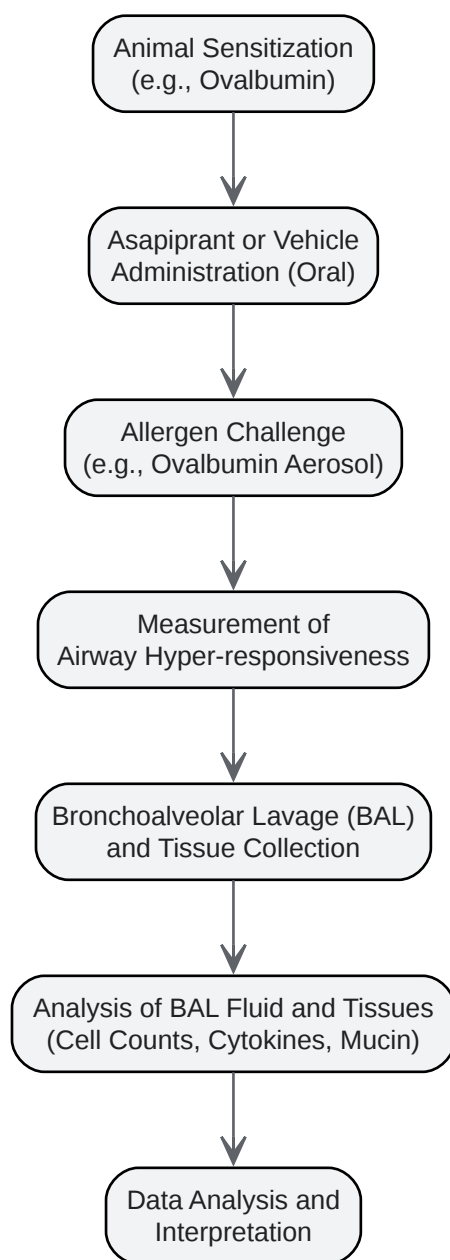 Animal Sensitization
(e.g., Ovalbumin)
Asapiprant or Vehicle
Administration (Oral)
Allergen Challenge
(e.g., Ovalbumin Aerosol)
Measurement of
Airway Hyper-responsiveness
Bronchoalveolar Lavage (BAL)
and Tissue Collection
Analysis of BAL Fluid and Tissues
(Cell Counts, Cytokines, Mucin)
Data Analysis and
Interpretation